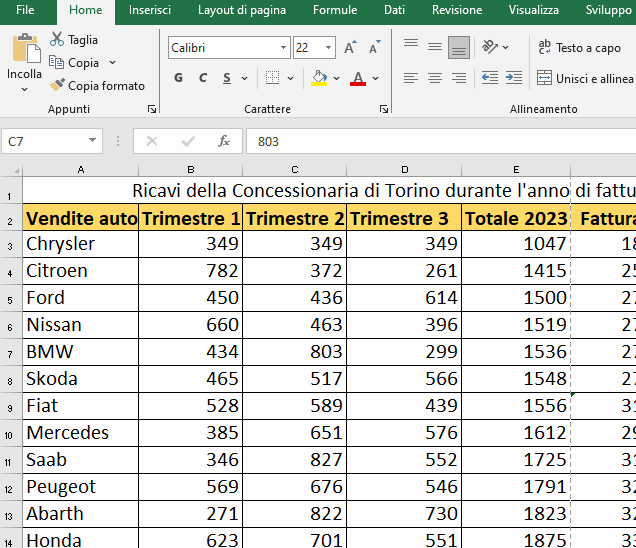 File Home Inserisci Layout di pagina Formule Dati Revisione Visualizza Sviluppo
Incolla
Taglia
Copia
Copia formato
Appunti
Calibri 22 A A
G C S A
Carattere
ab Testo a capo
Unisci e allinea
Allineamento
C7 fx 803
A B C D E
1 Ricavi della Concessionaria di Torino durante l'anno di fattu
2 Vendite auto Trimestre 1 Trimestre 2 Trimestre 3 Totale 2023 Fattura
3 Chrysler 349 349 349 1047 18
4 Citroen 782 372 261 1415 25
5 Ford 450 436 614 1500 27
6 Nissan 660 463 396 1519 27
7 BMW 434 803 299 1536 27
8 Skoda 465 517 566 1548 27
9 Fiat 528 589 439 1556 31
10 Mercedes 385 651 576 1612 29
11 Saab 346 827 552 1725 31
12 Peugeot 569 676 546 1791 32
13 Abarth 271 822 730 1823 32
14 Honda 623 701 551 1875 33